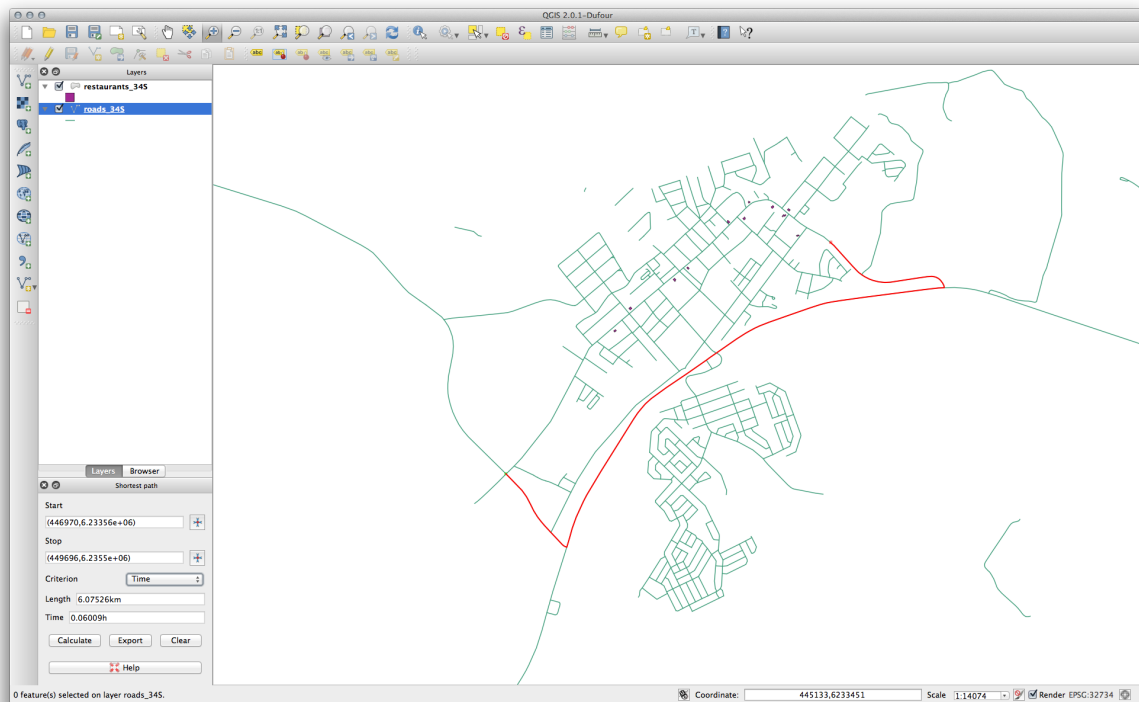 QGIS 2.0.1-Dufour
Layers
restaurants_34S
roads_34S
Layers Browser
Shortest path
Start
(446970,6.23356e+06)
Stop
(449696,6.2355e+06)
Criterion Time
Length 6.07526km
Time 0.06009h
Calculate Export Clear
Help
0 feature(s) selected on layer roads_34S.
Coordinate: 445133,6233451
Scale 1:14074
Render EPSG:32734